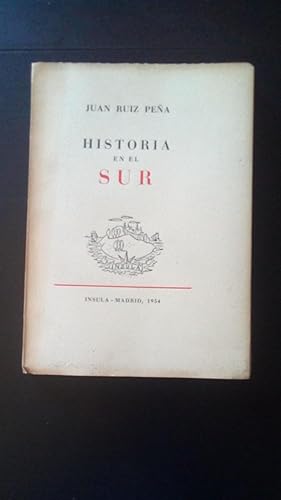 JUAN RUIZ PEÑA
HISTORIA
EN EL
SUR
INSULA
INSULA - MADRID, 1954